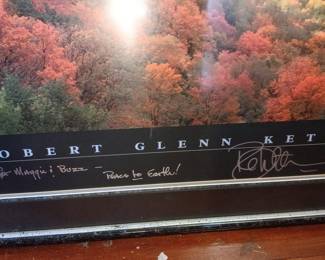 OBERT GLENN KET
For Maggie & Buzz — Peace to Earth!